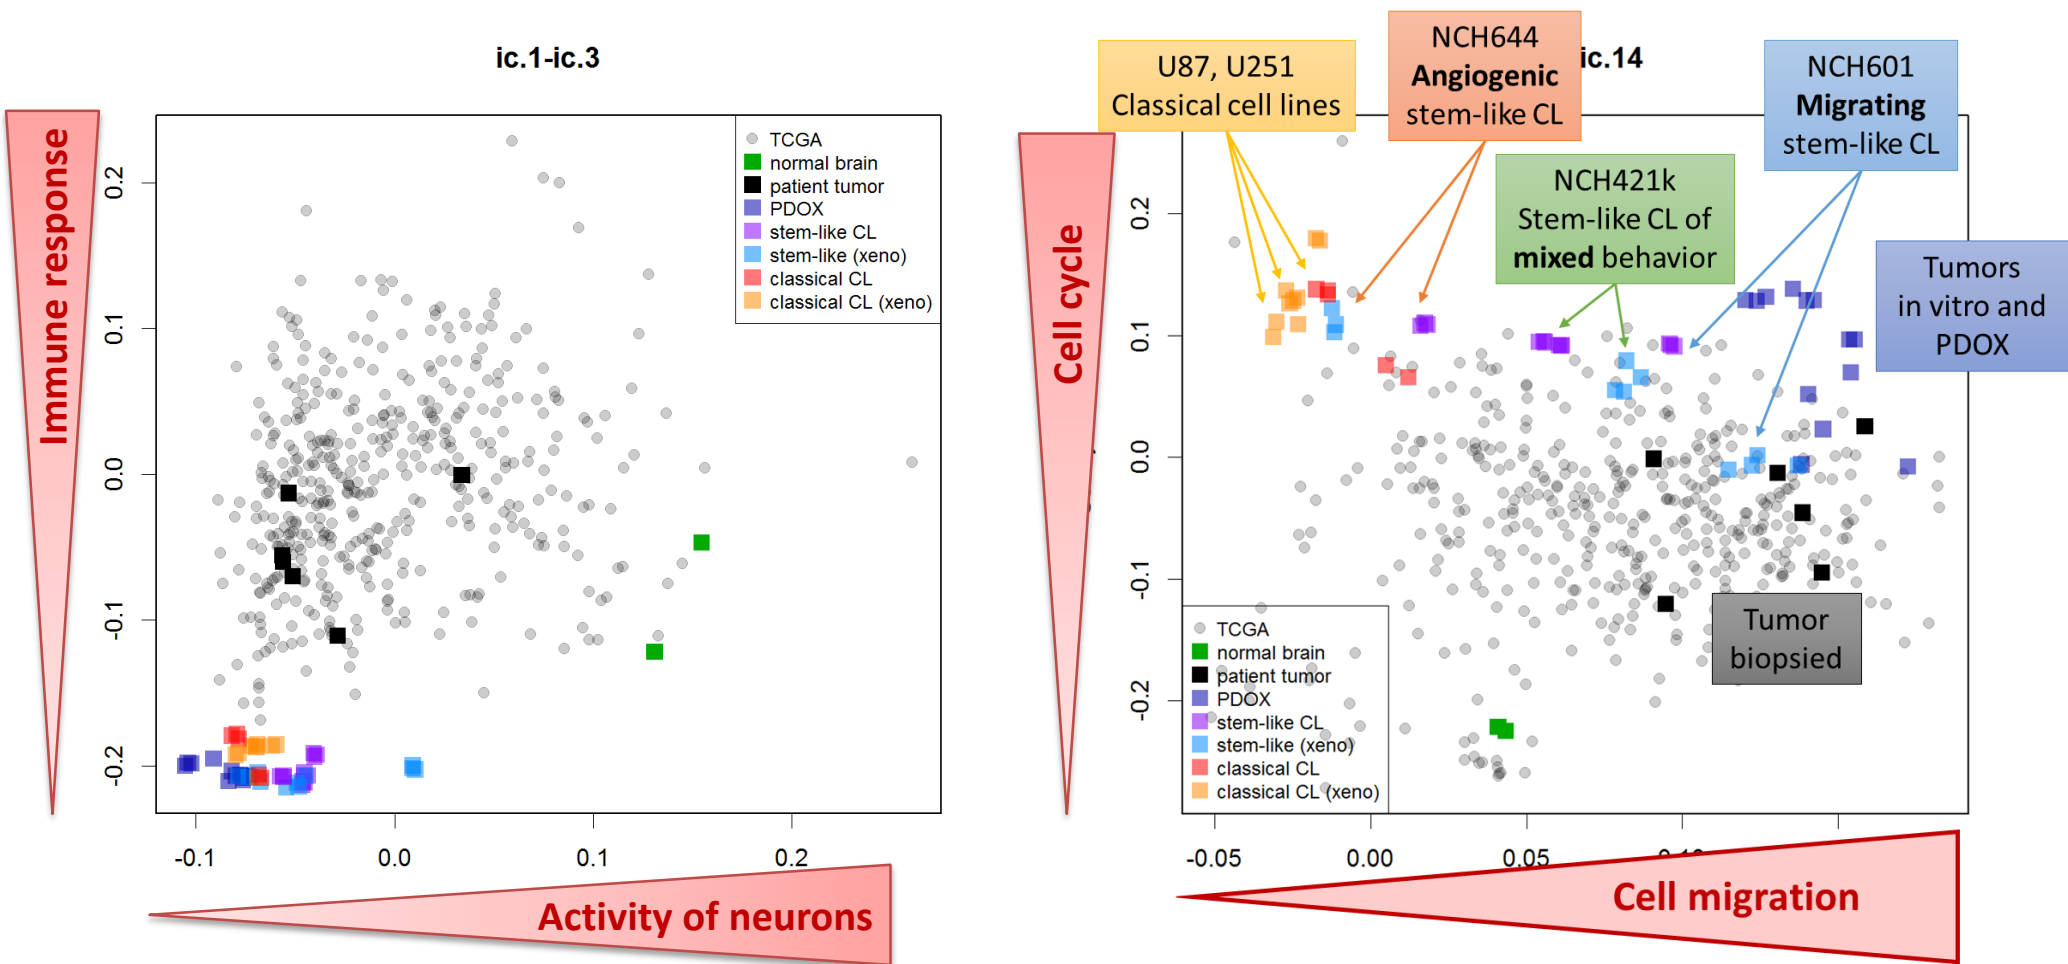 ic.1-ic.3
Immune response
0.2
0.1
0.0
-0.1
-0.2
TCGA
normal brain
patient tumor
PDOX
stem-like CL
stem-like (xeno)
classical CL
classical CL (xeno)
-0.1
0.0
0.1
0.2
Activity of neurons
ic.14
U87, U251
Classical cell lines
NCH644
Angiogenic
stem-like CL
NCH421k
Stem-like CL of
mixed behavior
NCH601
Migrating
stem-like CL
Tumors
in vitro and
PDOX
Tumor
biopsied
Cell cycle
0.2
0.1
0.0
-0.1
-0.2
TCGA
normal brain
patient tumor
PDOX
stem-like CL
stem-like (xeno)
classical CL
classical CL (xeno)
-0.05
0.00
0.05
0.10
Cell migration